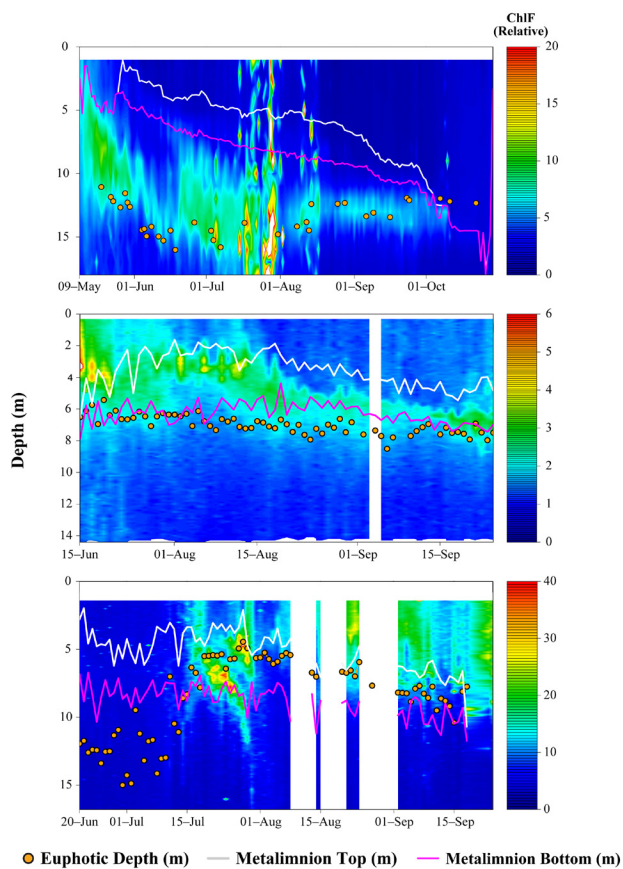 ChlF
(Relative)
0
5
10
15
20
15
10
5
0
09–May
01–Jun
01–Jul
01–Aug
01–Sep
01–Oct
Depth (m)
0
2
4
6
8
10
12
14
6
5
4
3
2
1
0
15–Jun
01–Aug
15–Aug
01–Sep
15–Sep
0
5
10
15
40
30
20
10
0
20–Jun
01–Jul
15–Jul
01–Aug
15–Aug
01–Sep
15–Sep
Euphotic Depth (m)
Metalimnion Top (m)
Metalimnion Bottom (m)